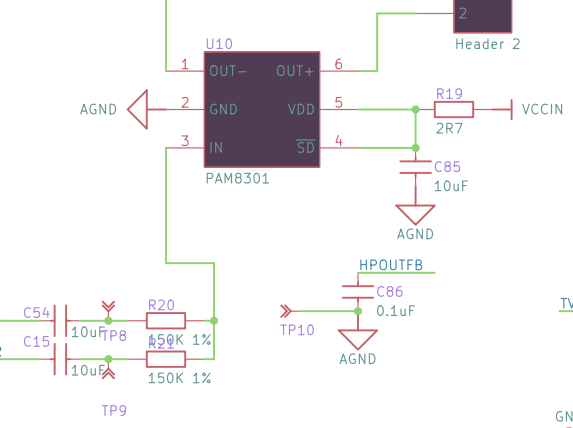 2
Header 2
U10
1 OUT- OUT+ 6
AGND 2 GND VDD 5
3 IN SD 4
PAM8301
R19
2R7
VCCIN
C85
10uF
AGND
HPOUTFB
C86
0.1uF
TP10
AGND
C54
10uF
TP8
R20
150K 1%
C15
10uF
R21
150K 1%
TP9
TV
GN